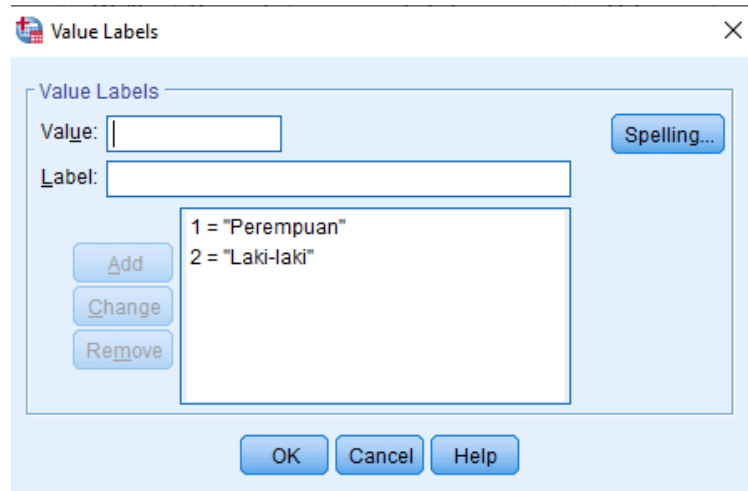 Value Labels
Value Labels
Value:
Spelling...
Label:
1 = "Perempuan"
2 = "Laki-laki"
Add
Change
Remove
OK Cancel Help